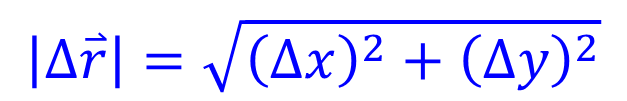 |Δr⃗| = √(Δx)² + (Δy)²